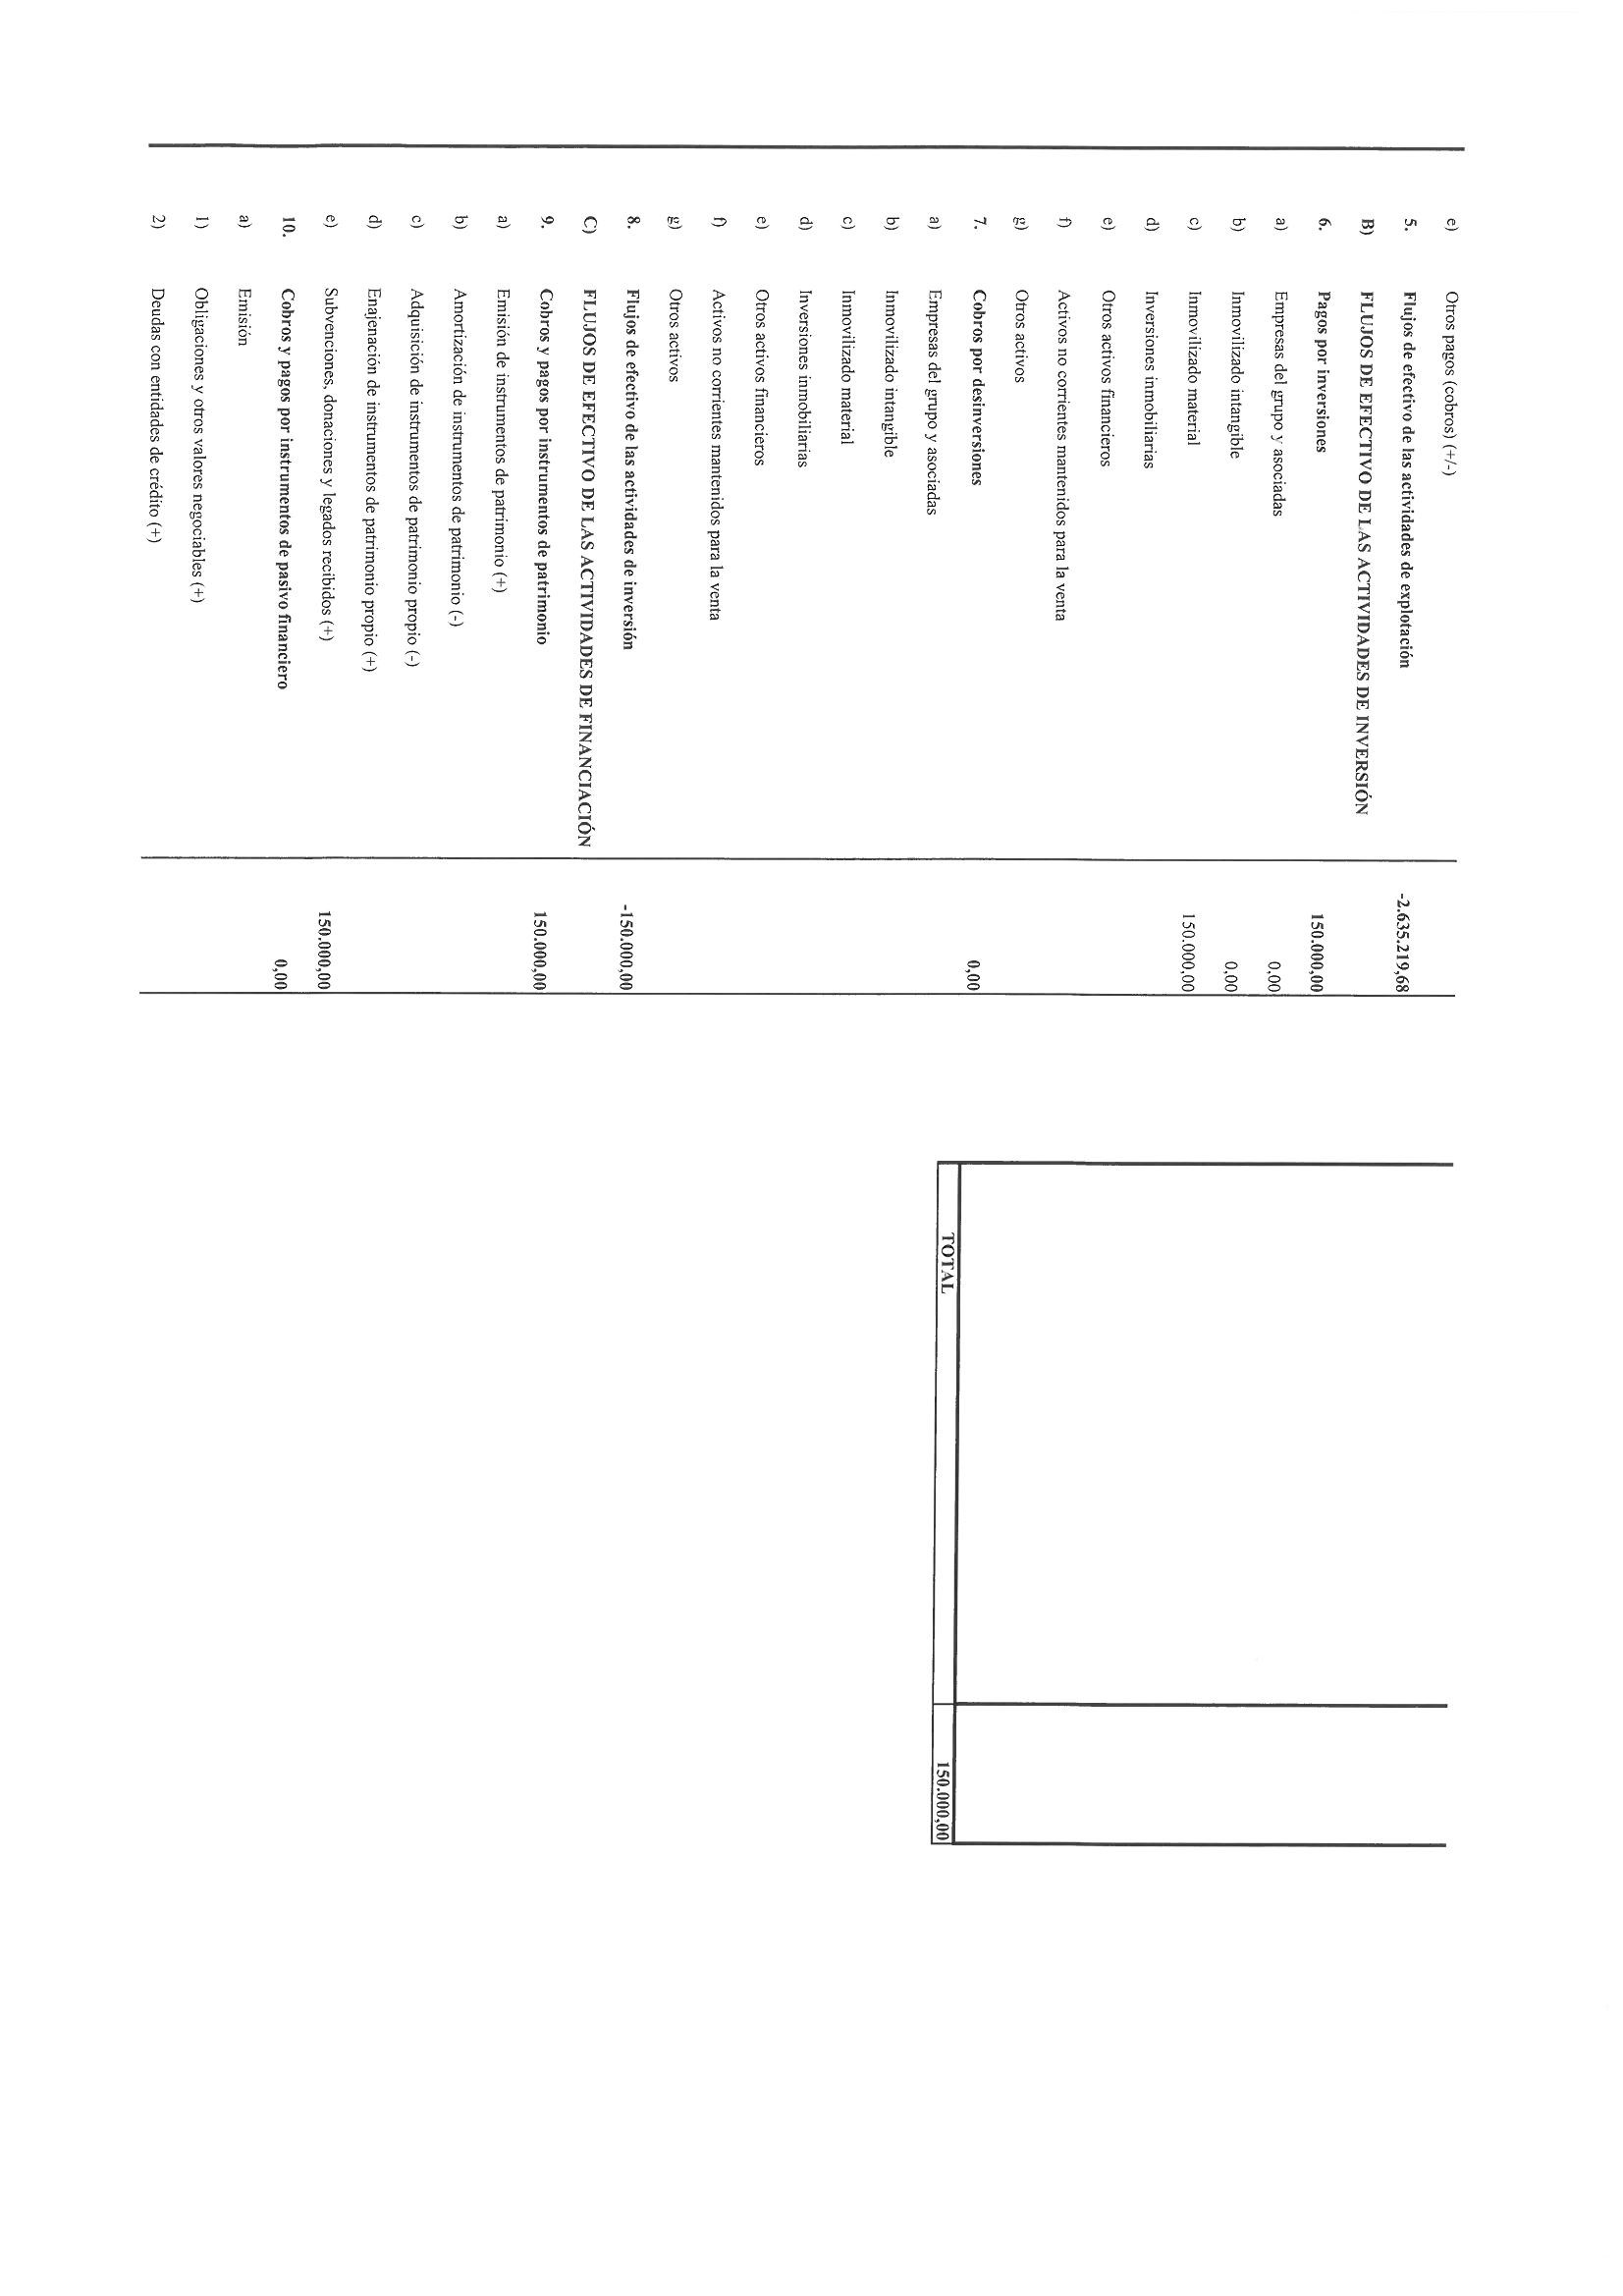 e) Otros pagos (cobros) (+/-)
5. Flujos de efectivo de las actividades de explotación -2.635.219,68
B) FLUJOS DE EFECTIVO DE LAS ACTIVIDADES DE INVERSIÓN
6. Pagos por inversiones 150.000,00
a) Empresas del grupo y asociadas 0,00
b) Inmovilizado intangible 0,00
c) Inmovilizado material 150.000,00
d) Inversiones inmobiliarias
e) Otros activos financieros
f) Activos no corrientes mantenidos para la venta
g) Otros activos
7. Cobros por desinversiones 0,00
a) Empresas del grupo y asociadas
b) Inmovilizado intangible
c) Inmovilizado material
d) Inversiones inmobiliarias
e) Otros activos financieros
f) Activos no corrientes mantenidos para la venta
g) Otros activos
8. Flujos de efectivo de las actividades de inversión -150.000,00
C) FLUJOS DE EFECTIVO DE LAS ACTIVIDADES DE FINANCIACIÓN
9. Cobros y pagos por instrumentos de patrimonio 150.000,00
a) Emisión de instrumentos de patrimonio (+)
b) Amortización de instrumentos de patrimonio (-)
c) Adquisición de instrumentos de patrimonio propio (-)
d) Enajenación de instrumentos de patrimonio propio (+)
e) Subvenciones, donaciones y legados recibidos (+) 150.000,00
10. Cobros y pagos por instrumentos de pasivo financiero 0,00
a) Emisión
1) Obligaciones y otros valores negociables (+)
2) Deudas con entidades de crédito (+)
TOTAL 150.000,00